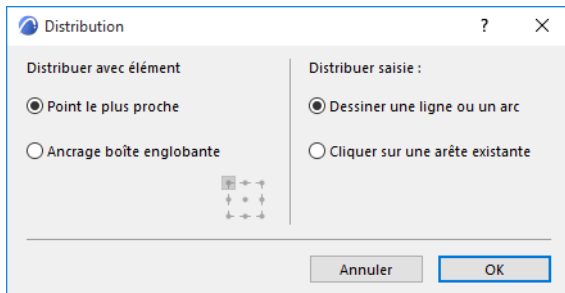 Distribution
?
Distribuer avec élément
Point le plus proche
Ancrage boîte englobante
Distribuer saisie :
Dessiner une ligne ou un arc
Cliquer sur une arête existante
Annuler
OK